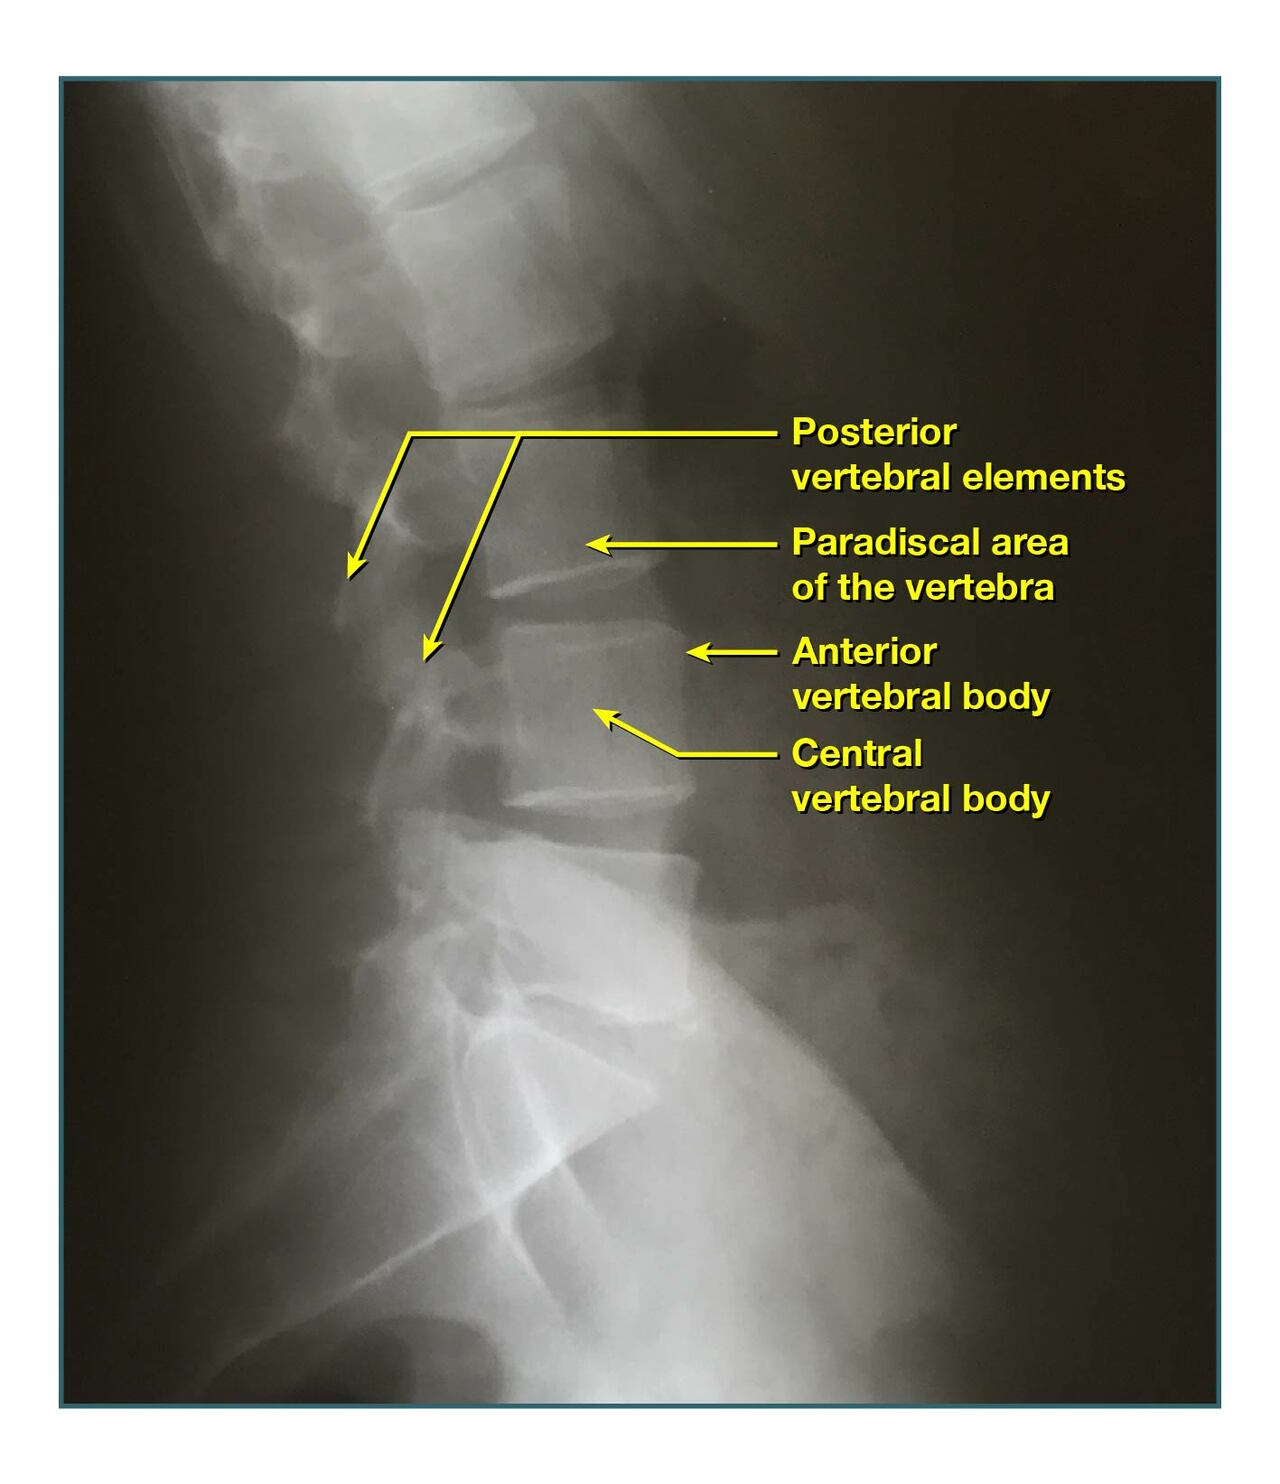 Posterior
vertebral elements
Paradiscal area
of the vertebra
Anterior
vertebral body
Central
vertebral body